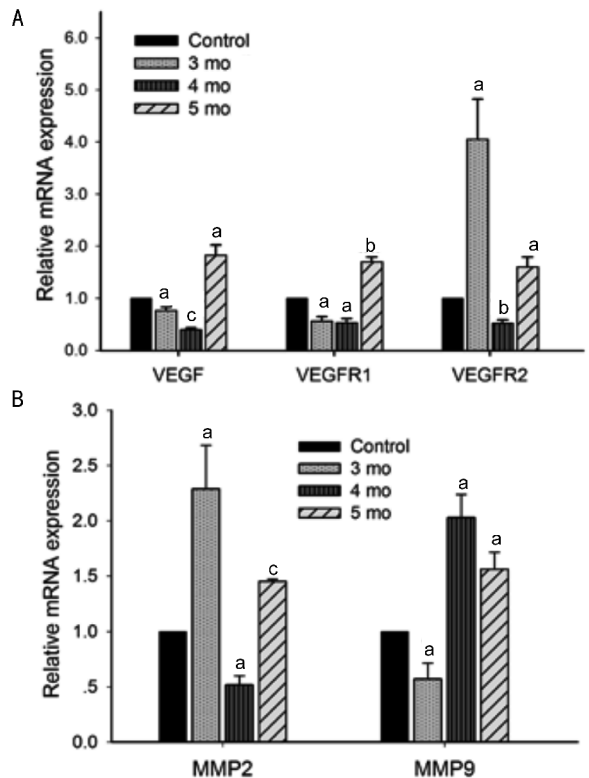 A
Relative mRNA expression
6.0
5.0
4.0
3.0
2.0
1.0
0.0
Control
3 mo
4 mo
5 mo
a
c
a
a
a
b
a
b
a
VEGF
VEGFR1
VEGFR2
B
Relative mRNA expression
3.0
2.5
2.0
1.5
1.0
.5
0.0
Control
3 mo
4 mo
5 mo
a
a
c
a
a
a
MMP2
MMP9